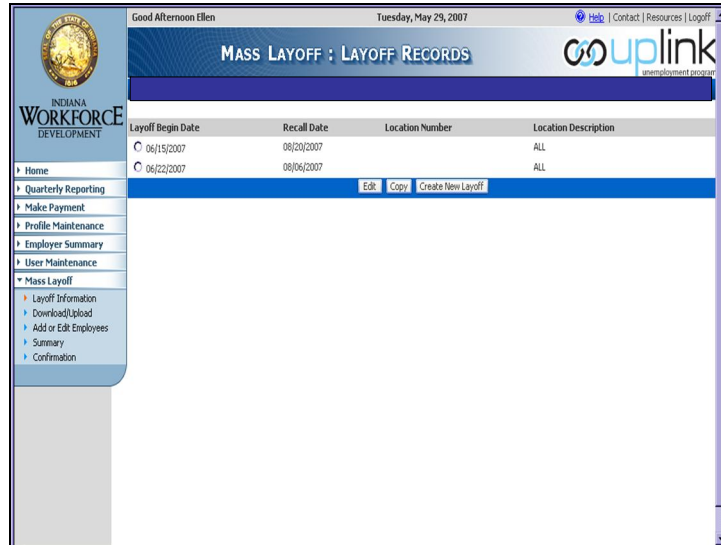 Good Afternoon Ellen Tuesday, May 29, 2007 Help | Contact | Resources | Logoff
MASS LAYOFF : LAYOFF RECORDS
uplink
unemployment program
INDIANA
WORKFORCE
DEVELOPMENT
Home
Quarterly Reporting
Make Payment
Profile Maintenance
Employer Summary
User Maintenance
Mass Layoff
Layoff Information
Download/Upload
Add or Edit Employees
Summary
Confirmation
Layoff Begin Date Recall Date Location Number Location Description
06/15/2007 08/20/2007 ALL
06/22/2007 08/06/2007 ALL
Edit Copy Create New Layoff